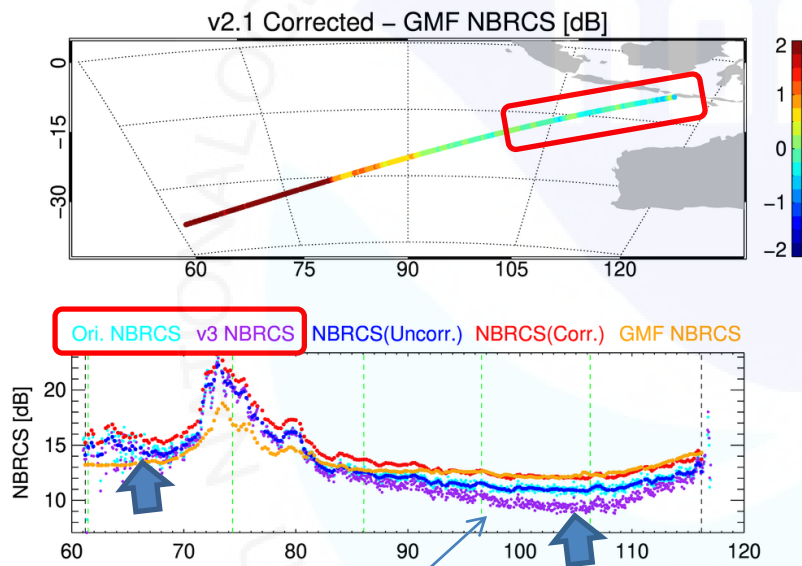 v2.1 Corrected − GMF NBRCS [dB]
0
−15
−30
60 75 90 105 120
2
1
0
−1
−2
Ori. NBRCS v3 NBRCS NBRCS(Uncorr.) NBRCS(Corr.) GMF NBRCS
NBRCS [dB]
20
15
10
60 70 80 90 100 110 120